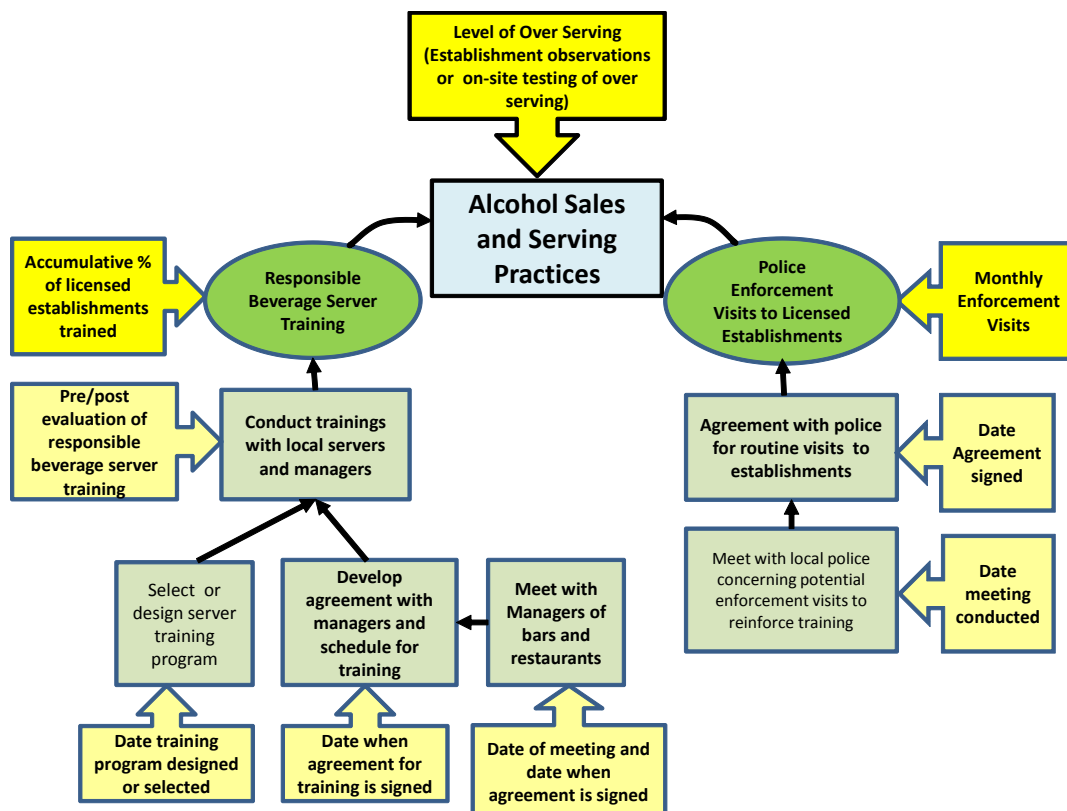 Level of Over Serving
(Establishment observations
or on-site testing of over
serving)
Alcohol Sales
and Serving
Practices
Accumulative %
of licensed
establishments
trained
Responsible
Beverage Server
Training
Police
Enforcement
Visits to Licensed
Establishments
Monthly
Enforcement
Visits
Pre/post
evaluation of
responsible
beverage server
training
Conduct trainings
with local servers
and managers
Agreement with police
for routine visits to
establishments
Date
Agreement
signed
Select or
design server
training
program
Develop
agreement with
managers and
schedule for
training
Meet with
Managers of
bars and
restaurants
Meet with local police
concerning potential
enforcement visits to
reinforce training
Date
meeting
conducted
Date training
program designed
or selected
Date when
agreement for
training is signed
Date of meeting and
date when
agreement is signed